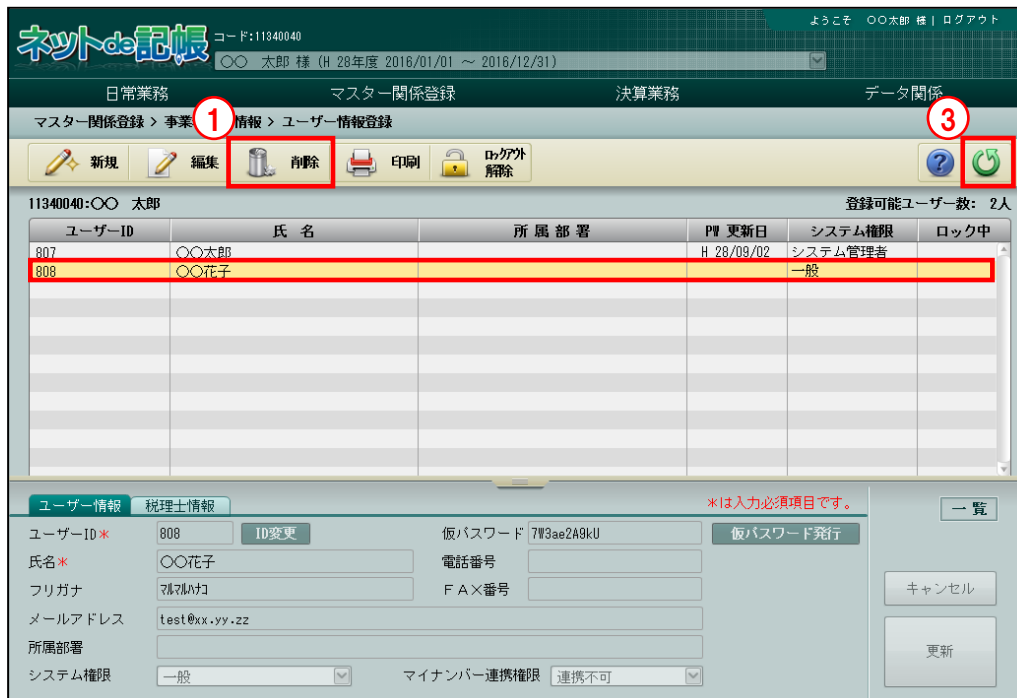 ようこそ 〇〇太郎 様 | ログアウト
ネットde記帳 コード:11340040
〇〇 太郎 様 (H 28年度 2016/01/01 ～ 2016/12/31)
日常業務 マスター関係登録 決算業務 データ関係
マスター関係登録 > 事業 情報 > ユーザー情報登録
① ③
新規 編集 削除 印刷 ロックアウト解除 ?
11340040:〇〇 太郎 登録可能ユーザー数: 2人
ユーザーID 氏 名 所 属 部 署 PW 更新日 システム権限 ロック中
807 〇〇太郎 H 28/09/02 システム管理者
808 〇〇花子 一般
ユーザー情報 税理士情報 *は入力必須項目です。 一 覧
ユーザーID* 808 ID変更 仮パスワード 7W3ae2A9kU 仮パスワード発行
氏名* 〇〇花子 電話番号
フリガナ マルマルハナコ ＦＡＸ番号 キャンセル
メールアドレス test@xx.yy.zz
所属部署 更新
システム権限 一般 マイナンバー連携権限 連携不可